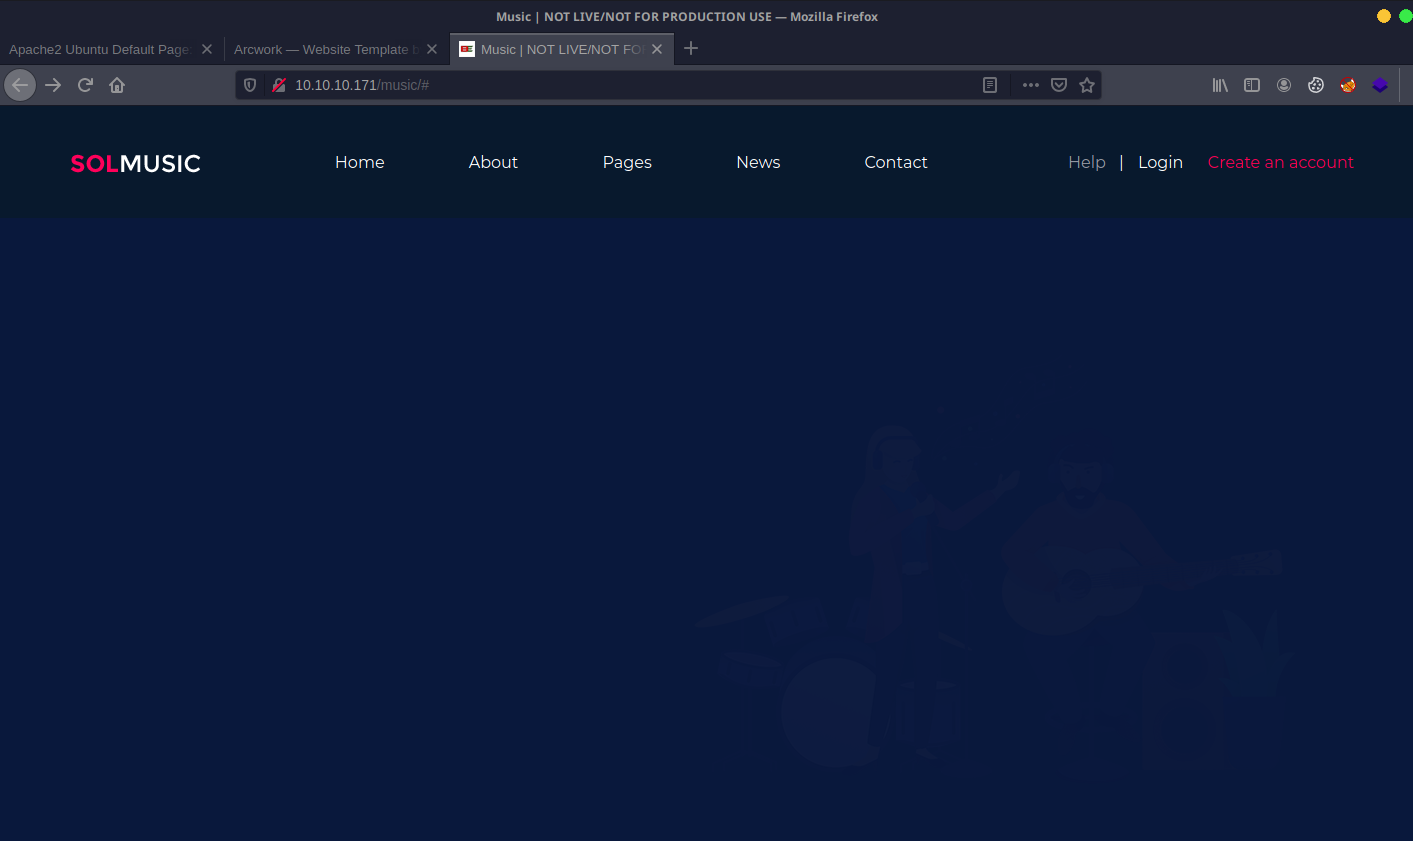 Music | NOT LIVE/NOT FOR PRODUCTION USE — Mozilla Firefox
Apache2 Ubuntu Default Page Arcwork — Website Template b Music | NOT LIVE/NOT FO
10.10.10.171/music/#
SOLMUSIC Home About Pages News Contact Help | Login Create an account